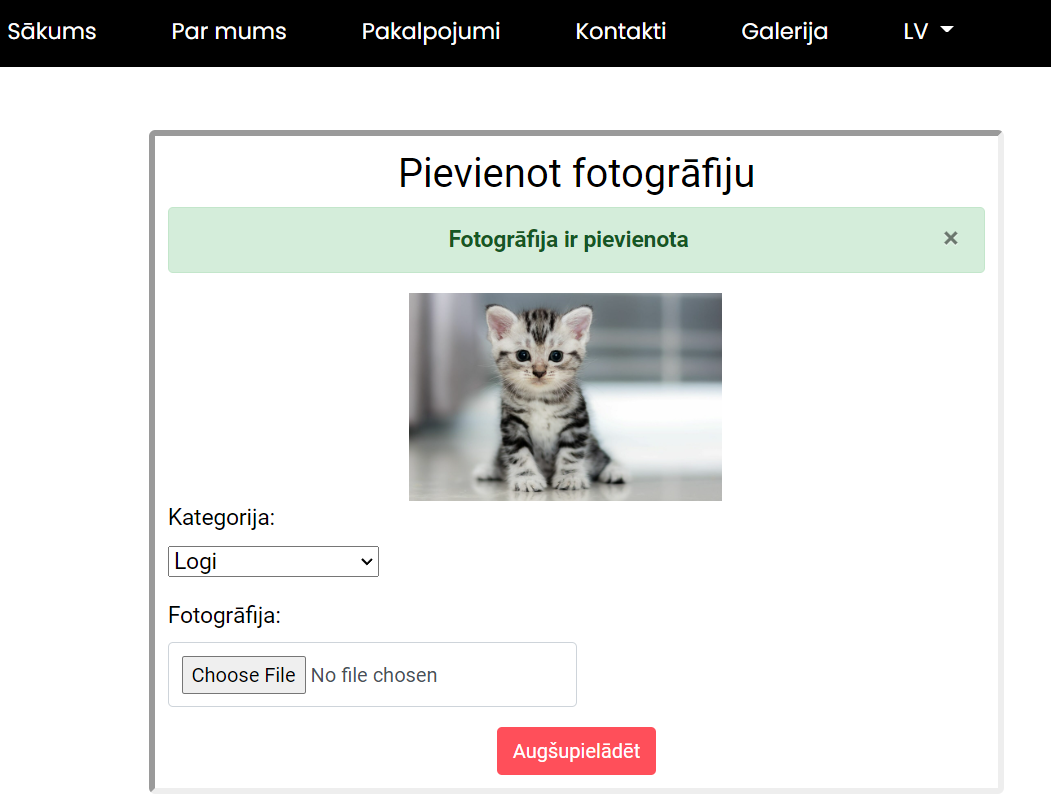 Sākums Par mums Pakalpojumi Kontakti Galerija LV
Pievienot fotogrāfiju
Fotogrāfija ir pievienota ×
Kategorija:
Logi
Fotogrāfija:
Choose File No file chosen
Augšupielādēt